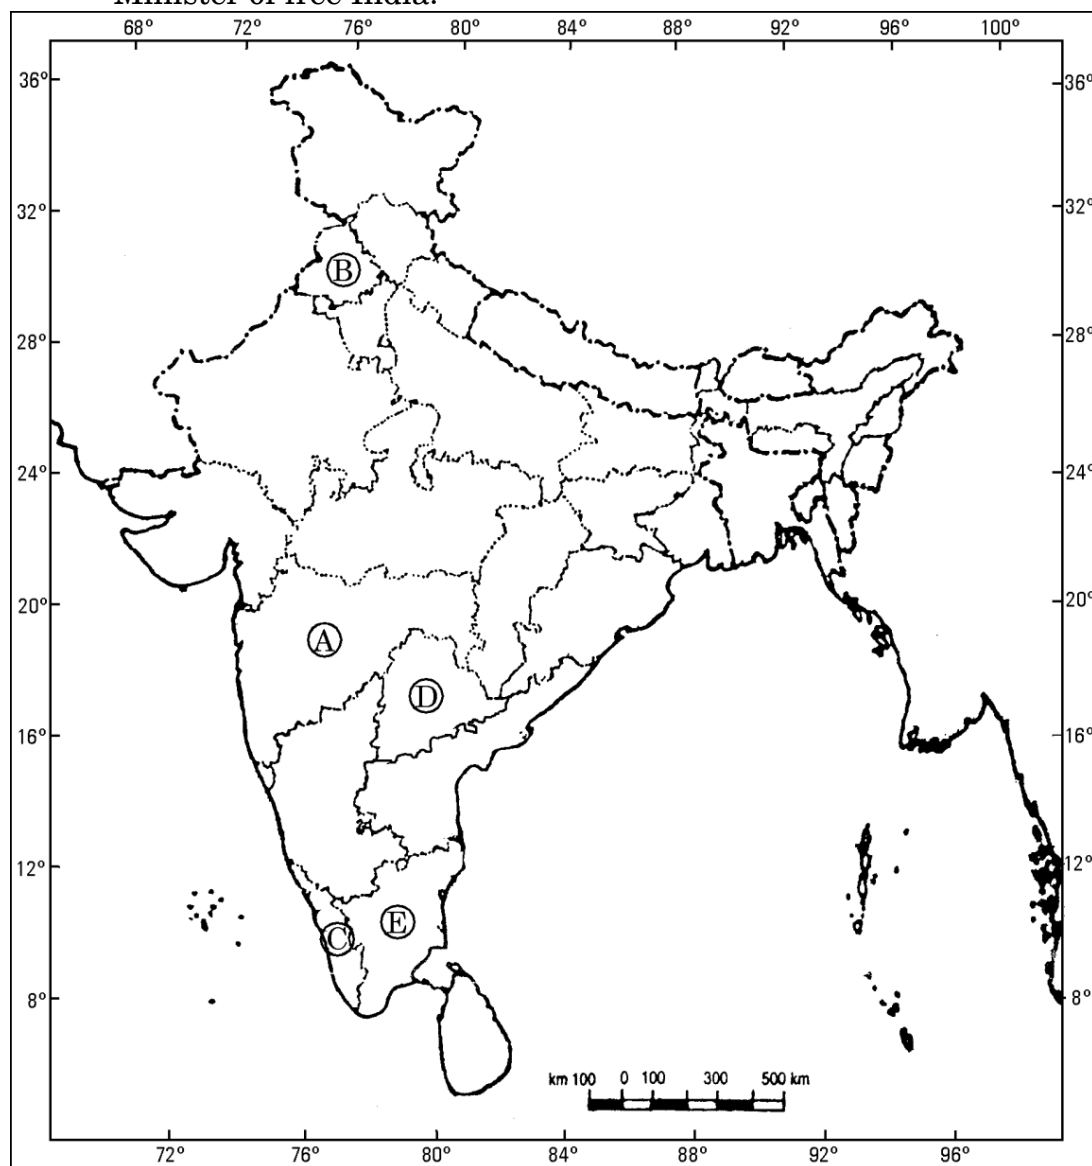 Minister of free India.
68° 72° 76° 80° 84° 88° 92° 96° 100°
36° 36°
32° 32°
B
28° 28°
24° 24°
20° 20°
A
D
16° 16°
12° 12°
E
C
8° 8°
km 100 0 100 300 500 km
72° 76° 80° 84° 88° 92° 96°